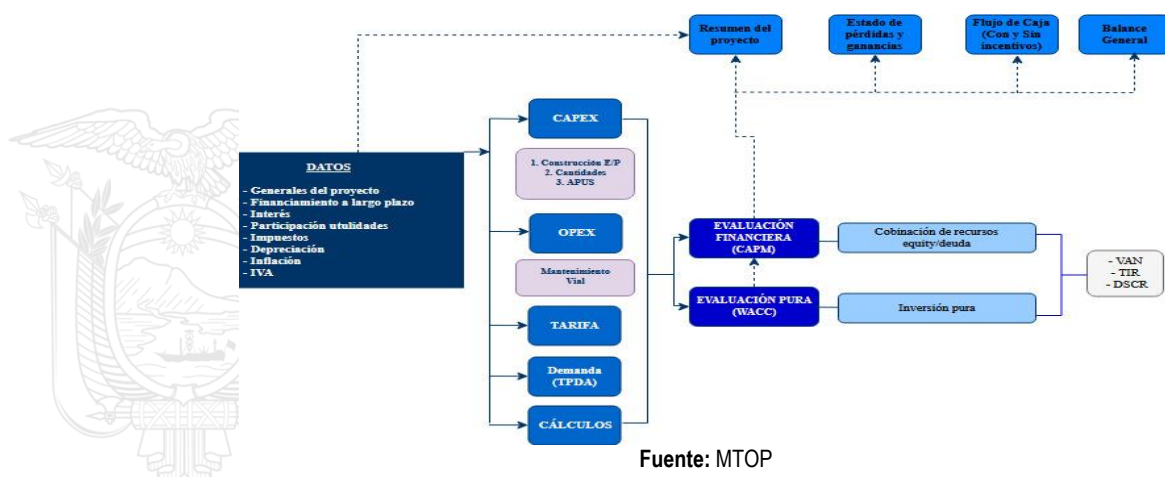 Resumen del
proyecto
Estado de
pérdidas y
ganancias
Flujo de Caja
(Con y Sin
incentivos)
Balance
General
DATOS
- Generales del proyecto
- Financiamiento a largo plazo
- Interés
- Participación utulidades
- Impuestos
- Depreciación
- Inflación
- IVA
CAPEX
1. Construcción E/P
2. Cantidades
3. APUS
OPEX
Mantenimiento
Vial
TARIFA
Demanda
(TPDA)
CÁLCULOS
EVALUACIÓN
FINANCIERA
(CAPM)
Cobinación de recursos
equity/deuda
EVALUACIÓN PURA
(WACC)
Inversión pura
- VAN
- TIR
- DSCR
Fuente: MTOP